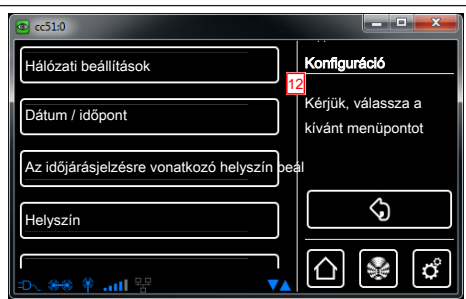 cc51:0
Hálózati beállítások
Dátum / időpont
Az időjárásjelzésre vonatkozó helyszín beál
Helyszín
12
Konfiguráció
Kérjük, válassza a
kívánt menüpontot